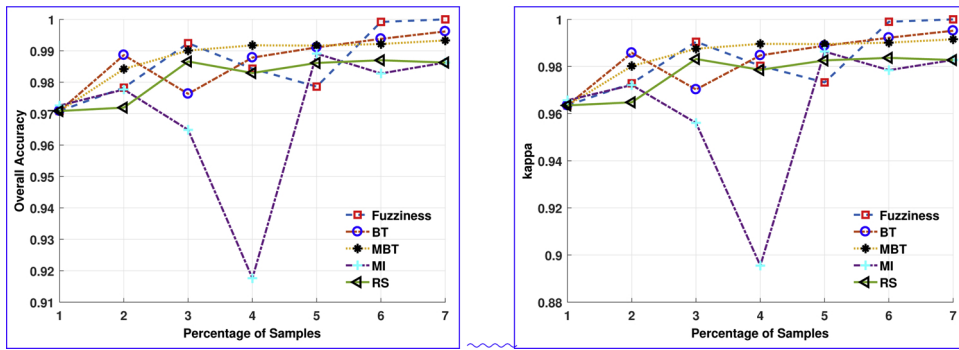 1
0.99
0.98
0.97
0.96
0.95
0.94
0.93
0.92
0.91
Overall Accuracy
1 2 3 4 5 6 7
Percentage of Samples
Fuzziness
BT
MBT
MI
RS
1
0.98
0.96
0.94
0.92
0.9
0.88
kappa
1 2 3 4 5 6 7
Percentage of Samples
Fuzziness
BT
MBT
MI
RS